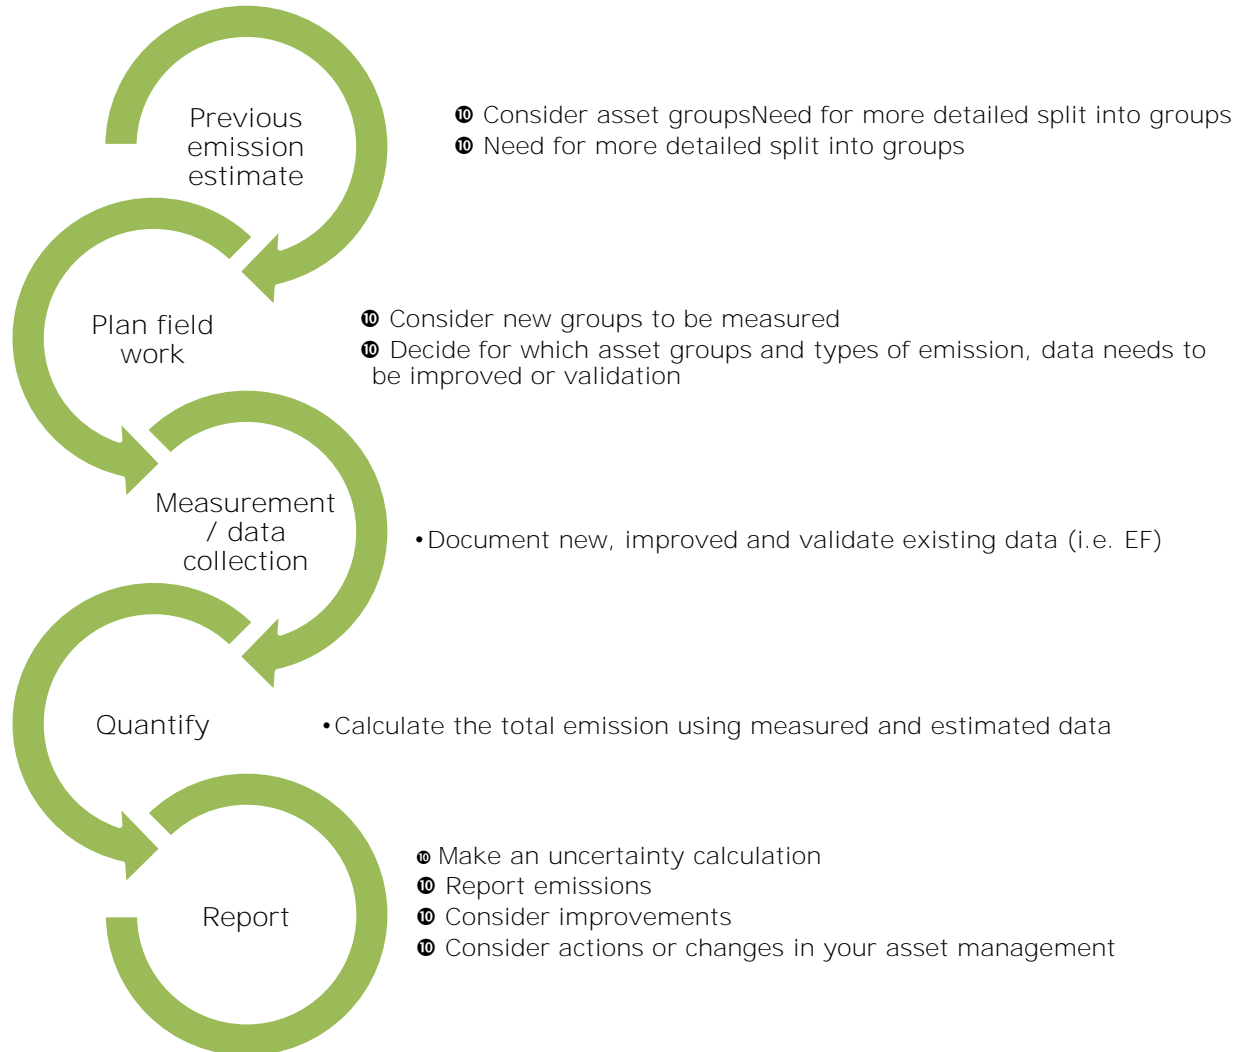 Previous
emission
estimate
❿ Consider asset groupsNeed for more detailed split into groups
❿ Need for more detailed split into groups
Plan field
work
❿ Consider new groups to be measured
❿ Decide for which asset groups and types of emission, data needs to
be improved or validation
Measurement
/ data
collection
•Document new, improved and validate existing data (i.e. EF)
Quantify
•Calculate the total emission using measured and estimated data
Report
❿ Make an uncertainty calculation
❿ Report emissions
❿ Consider improvements
❿ Consider actions or changes in your asset management